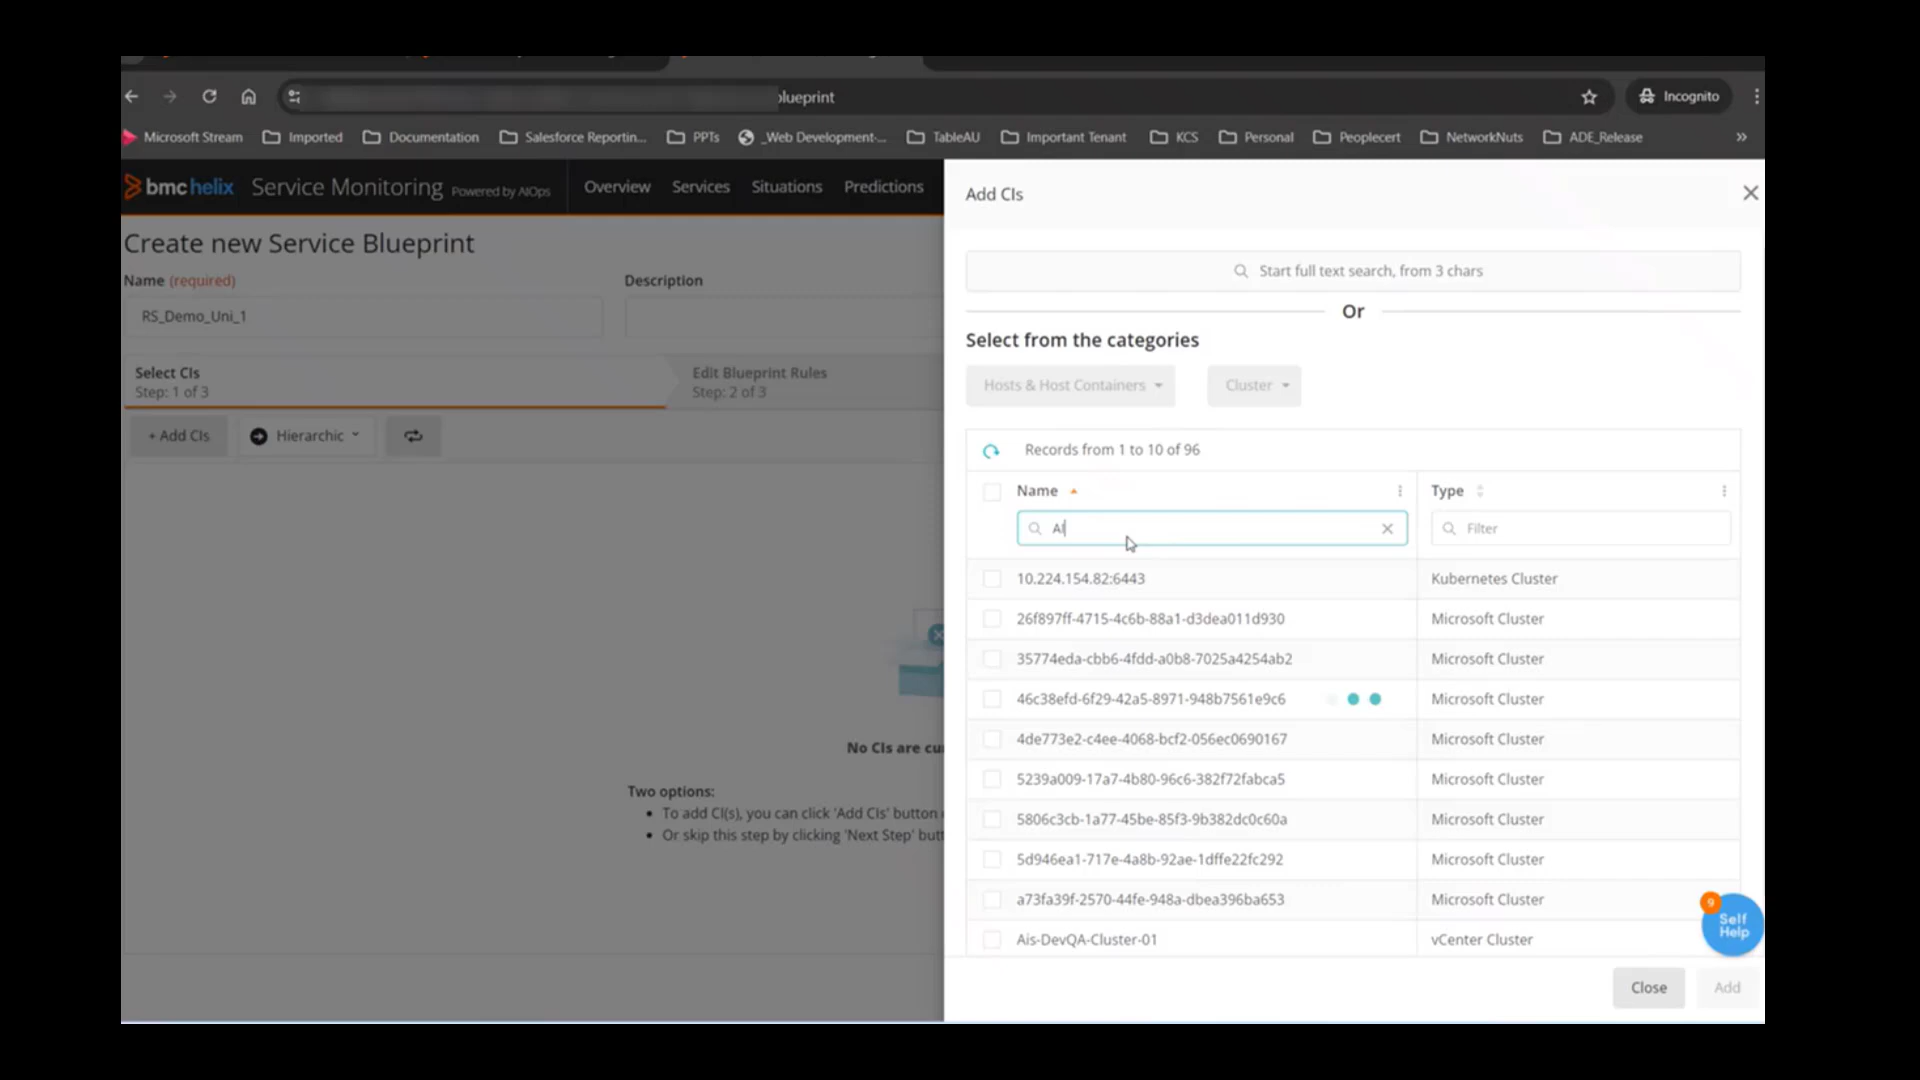 blueprint
Incognito
Microsoft Stream
Imported
Documentation
Salesforce Reportin...
PPTs
_Web Development-...
TableAU
Important Tenant
KCS
Personal
Peoplecert
NetworkNuts
ADE_Release
»
bmc helix Service Monitoring Powered by AIOps
Overview
Services
Situations
Predictions
Create new Service Blueprint
Name (required)
Description
RS_Demo_Uni_1
Select CIs
Step: 1 of 3
Edit Blueprint Rules
Step: 2 of 3
+ Add CIs
Hierarchic
No CIs are
Two options:
• To add CI(s), you can click 'Add CIs' button
• Or skip this step by clicking 'Next Step'
Add CIs
Start full text search, from 3 chars
Or
Select from the categories
Hosts & Host Containers
Cluster
Records from 1 to 10 of 96
Name
Type
AI
Filter
10.224.154.82:6443 Kubernetes Cluster
26f897ff-4715-4c6b-88a1-d3dea011d930 Microsoft Cluster
35774eda-cbb6-4fdd-a0b8-7025a4254ab2 Microsoft Cluster
46c38efd-6f29-42a5-8971-948b7561e9c6 Microsoft Cluster
4de773e2-c4ee-4068-bcf2-056ec0690167 Microsoft Cluster
5239a009-17a7-4b80-96c6-382f72fabca5 Microsoft Cluster
5806c3cb-1a77-45be-85f3-9b382dc0c60a Microsoft Cluster
5d946ea1-717e-4a8b-92ae-1dffe22fc292 Microsoft Cluster
a73fa39f-2570-44fe-948a-dbea396ba653 Microsoft Cluster
Ais-DevQA-Cluster-01 vCenter Cluster
9
Self
Help
Close
Add